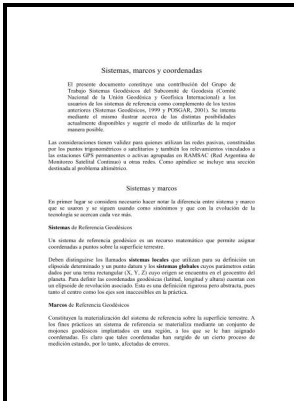 Sistemas, marcos y coordenadas
El presente documento constituye una contribución del Grupo de
Trabajo Sistemas Geodésicos del Subcomité de Geodesia (Comité
Nacional de la Unión Geodésica y Geofísica Internacional) a los
usuarios de los sistemas de referencia como complemento de los textos
anteriores (Sistemas Geodésicos, 1999 y POSGAR, 2001). Se intenta
mediante el mismo ilustrar acerca de las distintas posibilidades
actualmente disponibles y sugerir el modo de utilizarlas de la mejor
manera posible.
Las consideraciones tienen validez para quienes utilizan las redes pasivas, constituidas
por los puntos trigonométricos o satelitarios y también los relevamientos vinculados a
las estaciones GPS permanentes o activas agrupadas en RAMSAC (Red Argentina de
Monitoreo Satelital Continuo) a otras redes. Como apéndice se incluye una sección
destinada al problema altimétrico.
Sistemas y marcos
En primer lugar se considera necesario hacer notar la diferencia entre sistema y marco
que se usaron y se siguen usando como sinónimos y que con la evolución de la
tecnología se acercan cada vez más.
Sistemas de Referencia Geodésicos
Un sistema de referencia geodésico es un recurso matemático que permite asignar
coordenadas a puntos sobre la superficie terrestre.
Deben distinguirse los llamados sistemas locales que utilizan para su definición un
elipsoide determinado y un punto datum y los sistemas globales cuyos parámetros están
dados por una terna rectangular (X, Y, Z) cuyo origen se encuentra en el geocentro del
planeta. Para definir las coordenadas geodésicas (latitud, longitud y altura) cuentan con
un elipsoide de revolución asociado. Esto es una definición rigurosa pero abstracta, pues
tanto el centro como los ejes son inaccesibles en la práctica.
Marcos de Referencia Geodésicos
Constituyen la materialización del sistema de referencia sobre la superficie terrestre. A
los fines prácticos un sistema de referencia se materializa mediante un conjunto de
mojones geodésicos implantados en una región, a los que se le han asignado
coordenadas. Es claro que tales coordenadas han surgido de un cierto proceso de
medición estando, por lo tanto, afectadas de errores.